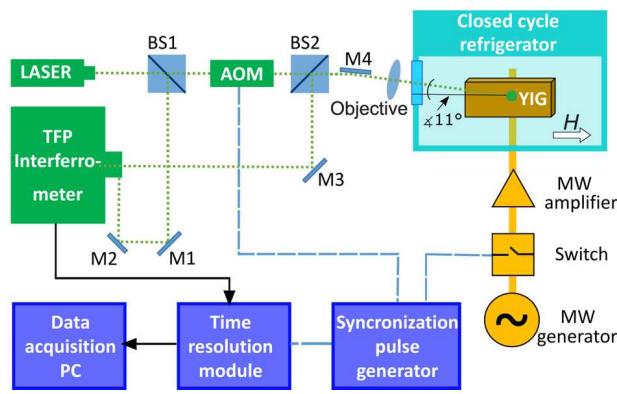 Closed cycle
refrigerator
BS1
BS2
M4
LASER
AOM
Objective
YIG
∡11°
H
TFP
Interferro-
meter
M3
M2
M1
MW
amplifier
Switch
MW
generator
Data
acquisition
PC
Time
resolution
module
Syncronization
pulse
generator